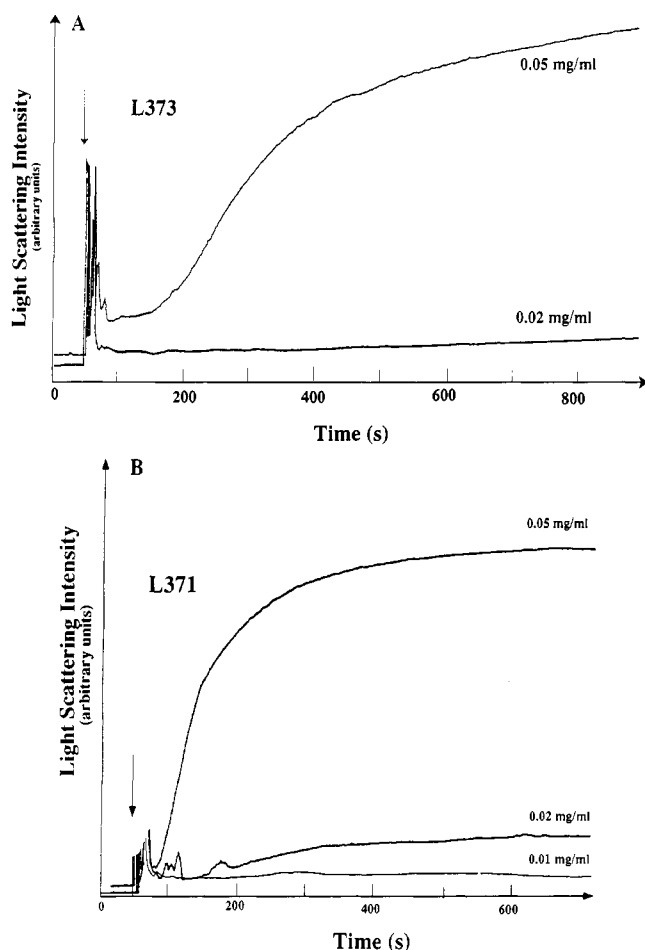 A
L373
0.05 mg/ml
0.02 mg/ml
Light Scattering Intensity
(arbitrary units)
0 200 400 600 800
Time (s)
B
L371
0.05 mg/ml
0.02 mg/ml
0.01 mg/ml
Light Scattering Intensity
(arbitrary units)
0 200 400 600
Time (s)